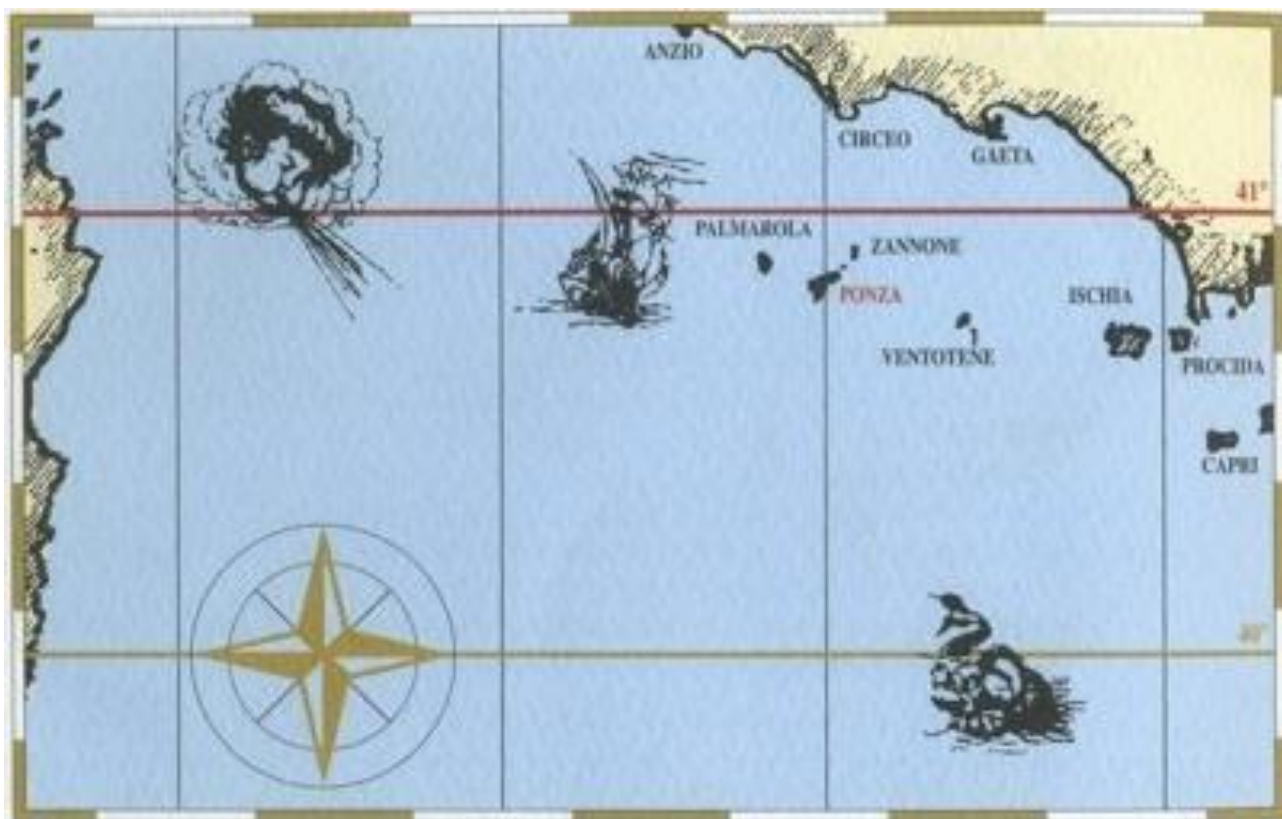 ANZIO
CIRCEO
GAETA
41°
PALMAROLA
ZANNONE
PONZA
ISCHIA
VENTOTENE
PROCIDA
CAPRI
40°